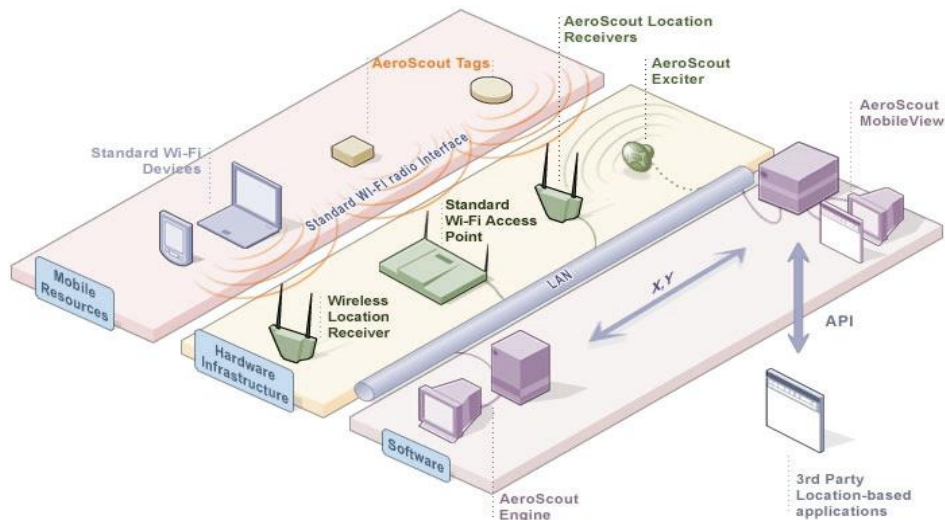 AeroScout Location
Receivers
AeroScout Tags
AeroScout
Exciter
AeroScout
MobileView
Standard Wi-Fi
Devices
Standard Wi-Fi radio Interface
Standard
Wi-Fi Access
Point
Mobile
Resources
Wireless
Location
Receiver
LAN
X,Y
API
Hardware
Infrastructure
Software
AeroScout
Engine
3rd Party
Location-based
applications